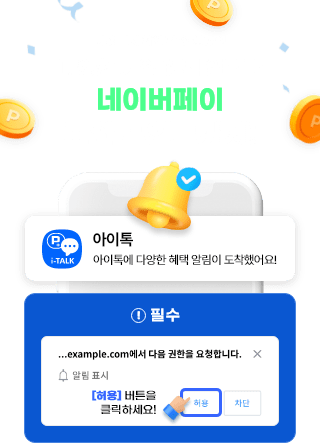 네이버페이
아이톡
i-TALK
아이톡에 다양한 혜택 알림이 도착했어요!
필수
...example.com에서 다음 권한을 요청합니다.
알림 표시
[허용] 버튼을
클릭하세요!
허용
차단